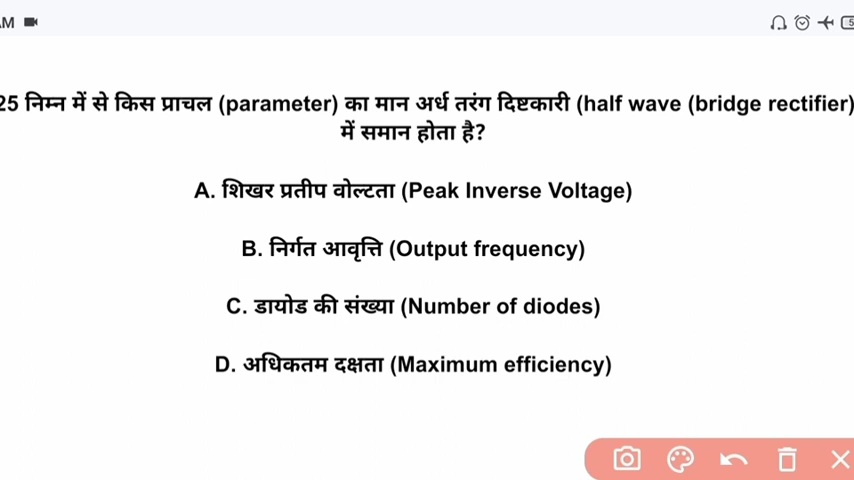 25 निम्न में से किस प्राचल (parameter) का मान अर्ध तरंग दिष्टकारी (half wave (bridge rectifier)
में समान होता है?
A. शिखर प्रतीप वोल्टता (Peak Inverse Voltage)
B. निर्गत आवृत्ति (Output frequency)
C. डायोड की संख्या (Number of diodes)
D. अधिकतम दक्षता (Maximum efficiency)